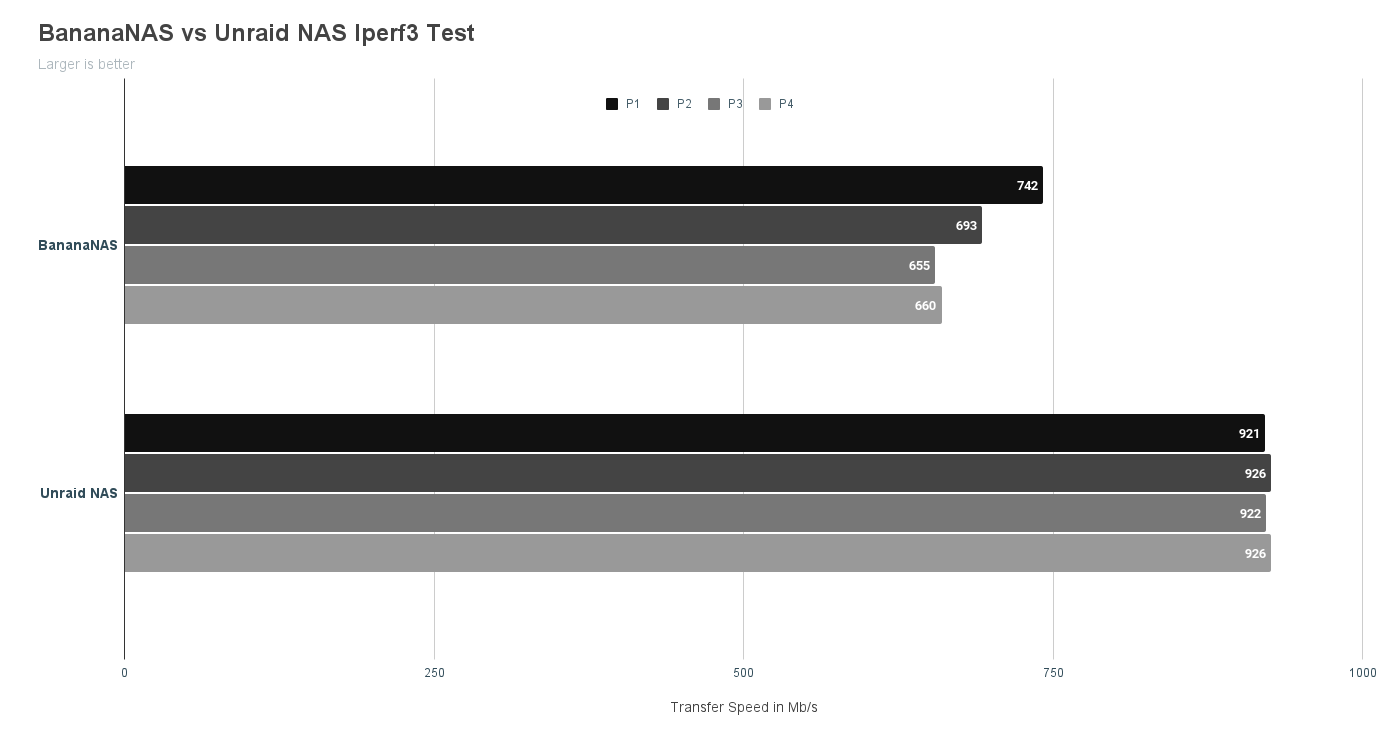 BananaNAS vs Unraid NAS Iperf3 Test
Larger is better
P1 P2 P3 P4
742
693
BananaNAS
655
660
921
926
Unraid NAS
922
926
0 250 500 750 1000
Transfer Speed in Mb/s